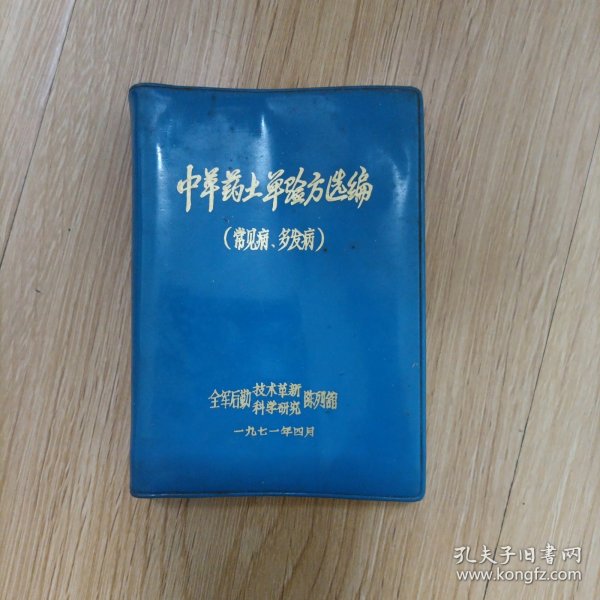 中草药土单验方选编
(常见病、多发病)
全军后勤 技术革新 科学研究 陈列馆
一九七一年四月
孔夫子旧书网
www.kongfz.com